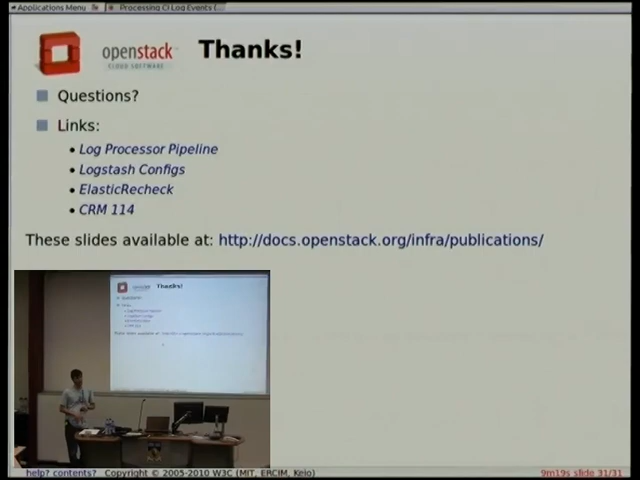 Applications Menu
Processing CI Log Events (
openstack
CLOUD SOFTWARE
Thanks!
Questions?
Links:
Log Processor Pipeline
Logstash Configs
ElasticRecheck
CRM 114
These slides available at: http://docs.openstack.org/infra/publications/
Thanks!
help? contents? Copyright © 2005-2010 W3C (MIT, ERCIM, Keio)
9m19s slide 31/31